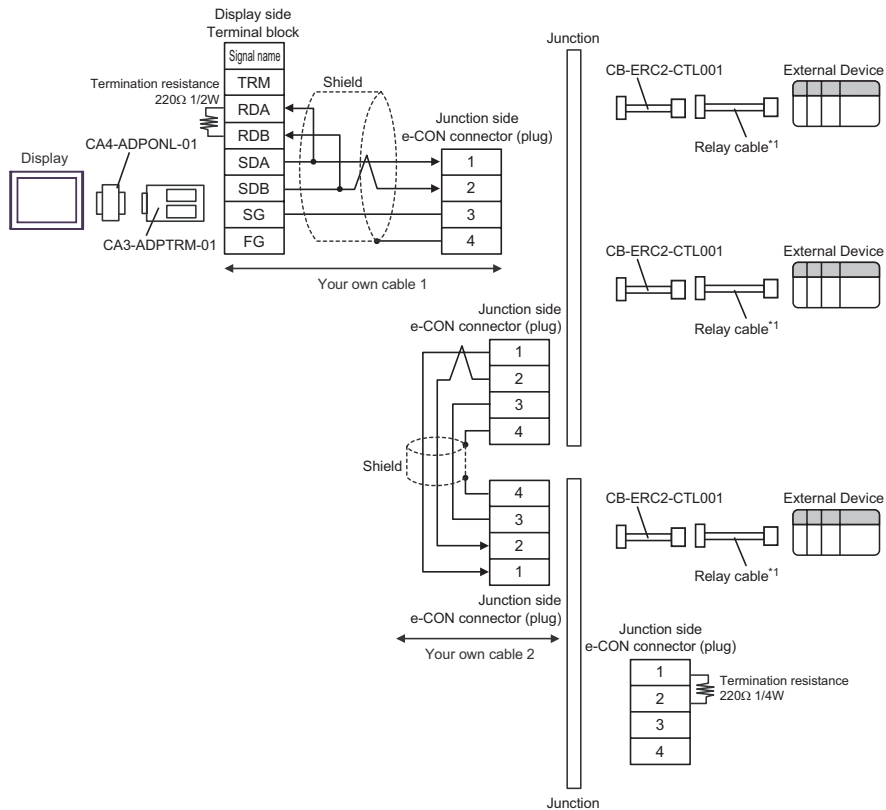 Display side
Terminal block
Signal name
TRM
RDA
RDB
SDA
SDB
SG
FG
Termination resistance
220Ω 1/2W
Shield
Junction side
e-CON connector (plug)
1
2
3
4
Display
CA4-ADPONL-01
CA3-ADPTRM-01
Your own cable 1
Junction
CB-ERC2-CTL001
External Device
Relay cable*1
CB-ERC2-CTL001
External Device
Relay cable*1
Junction side
e-CON connector (plug)
1
2
3
4
Shield
4
3
2
1
Junction side
e-CON connector (plug)
Your own cable 2
CB-ERC2-CTL001
External Device
Relay cable*1
Junction side
e-CON connector (plug)
1
2
3
4
Termination resistance
220Ω 1/4W
Junction